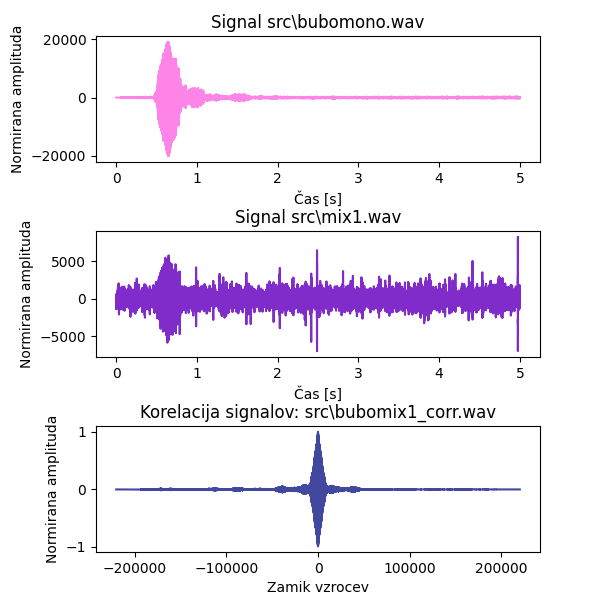 Signal src\bubomono.wav
Normirana amplituda
20000
0
−20000
0 1 2 3 4 5
Čas [s]
Signal src\mix1.wav
Normirana amplituda
5000
0
−5000
0 1 2 3 4 5
Čas [s]
Korelacija signalov: src\bubomix1_corr.wav
Normirana amplituda
1
0
−1
−200000 −100000 0 100000 200000
Zamik vzrocev